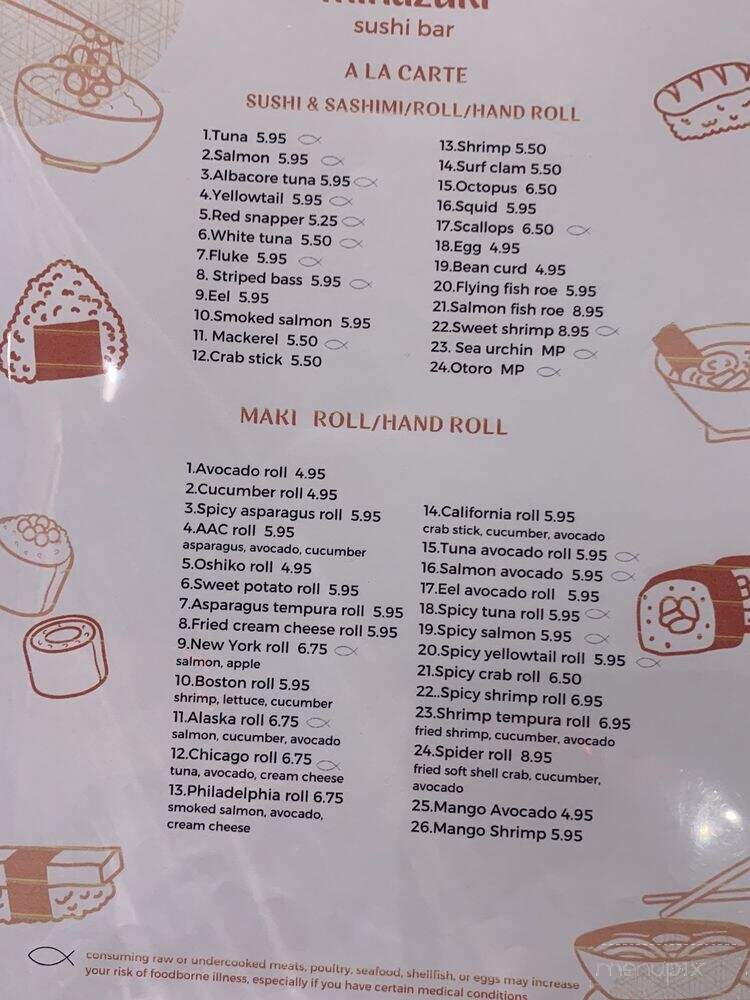 sushi bar
A LA CARTE
SUSHI & SASHIMI/ROLL/HAND ROLL
1.Tuna 5.95
2.Salmon 5.95
3.Albacore tuna 5.95
4.Yellowtail 5.95
5.Red snapper 5.25
6.White tuna 5.50
7.Fluke 5.95
8. Striped bass 5.95
9.Eel 5.95
10.Smoked salmon 5.95
11. Mackerel 5.50
12.Crab stick 5.50
13.Shrimp 5.50
14.Surf clam 5.50
15.Octopus 6.50
16.Squid 5.95
17.Scallops 6.50
18.Egg 4.95
19.Bean curd 4.95
20.Flying fish roe 5.95
21.Salmon fish roe 8.95
22.Sweet shrimp 8.95
23. Sea urchin MP
24.Otoro MP
MAKI ROLL/HAND ROLL
1.Avocado roll 4.95
2.Cucumber roll 4.95
3.Spicy asparagus roll 5.95
4.AAC roll 5.95
asparagus, avocado, cucumber
5.Oshiko roll 4.95
6.Sweet potato roll 5.95
7.Asparagus tempura roll 5.95
8.Fried cream cheese roll 5.95
9.New York roll 6.75
salmon, apple
10.Boston roll 5.95
shrimp, lettuce, cucumber
11.Alaska roll 6.75
salmon, cucumber, avocado
12.Chicago roll 6.75
tuna, avocado, cream cheese
13.Philadelphia roll 6.75
smoked salmon, avocado,
cream cheese
14.California roll 5.95
crab stick, cucumber, avocado
15.Tuna avocado roll 5.95
16.Salmon avocado 5.95
17.Eel avocado roll 5.95
18.Spicy tuna roll 5.95
19.Spicy salmon 5.95
20.Spicy yellowtail roll 5.95
21.Spicy crab roll 6.50
22..Spicy shrimp roll 6.95
23.Shrimp tempura roll 6.95
fried shrimp, cucumber, avocado
24.Spider roll 8.95
fried soft shell crab, cucumber,
avocado
25.Mango Avocado 4.95
26.Mango Shrimp 5.95
consuming raw or undercooked meats, poultry, seafood, shellfish, or eggs may increase
your risk of foodborne illness, especially if you have certain medical conditions
menupix